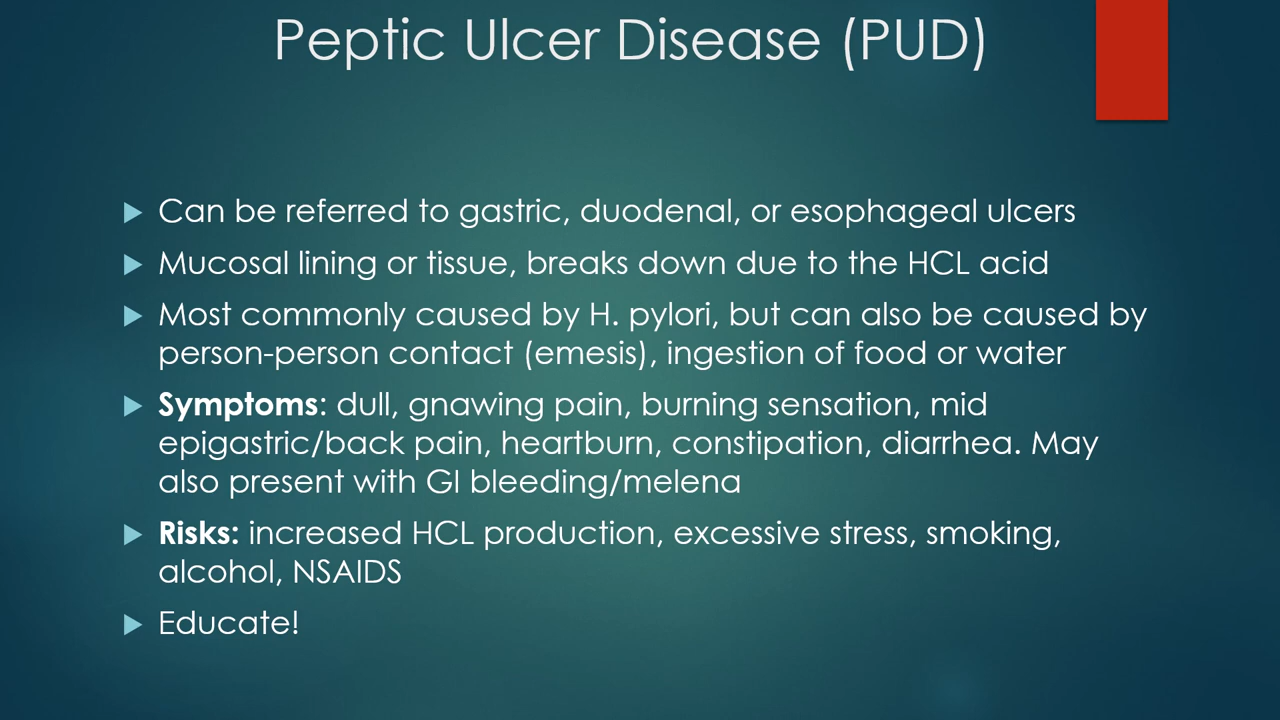 Peptic Ulcer Disease (PUD)
Can be referred to gastric, duodenal, or esophageal ulcers
Mucosal lining or tissue, breaks down due to the HCL acid
Most commonly caused by H. pylori, but can also be caused by
person-person contact (emesis), ingestion of food or water
Symptoms: dull, gnawing pain, burning sensation, mid
epigastric/back pain, heartburn, constipation, diarrhea. May
also present with GI bleeding/melena
Risks: increased HCL production, excessive stress, smoking,
alcohol, NSAIDS
Educate!